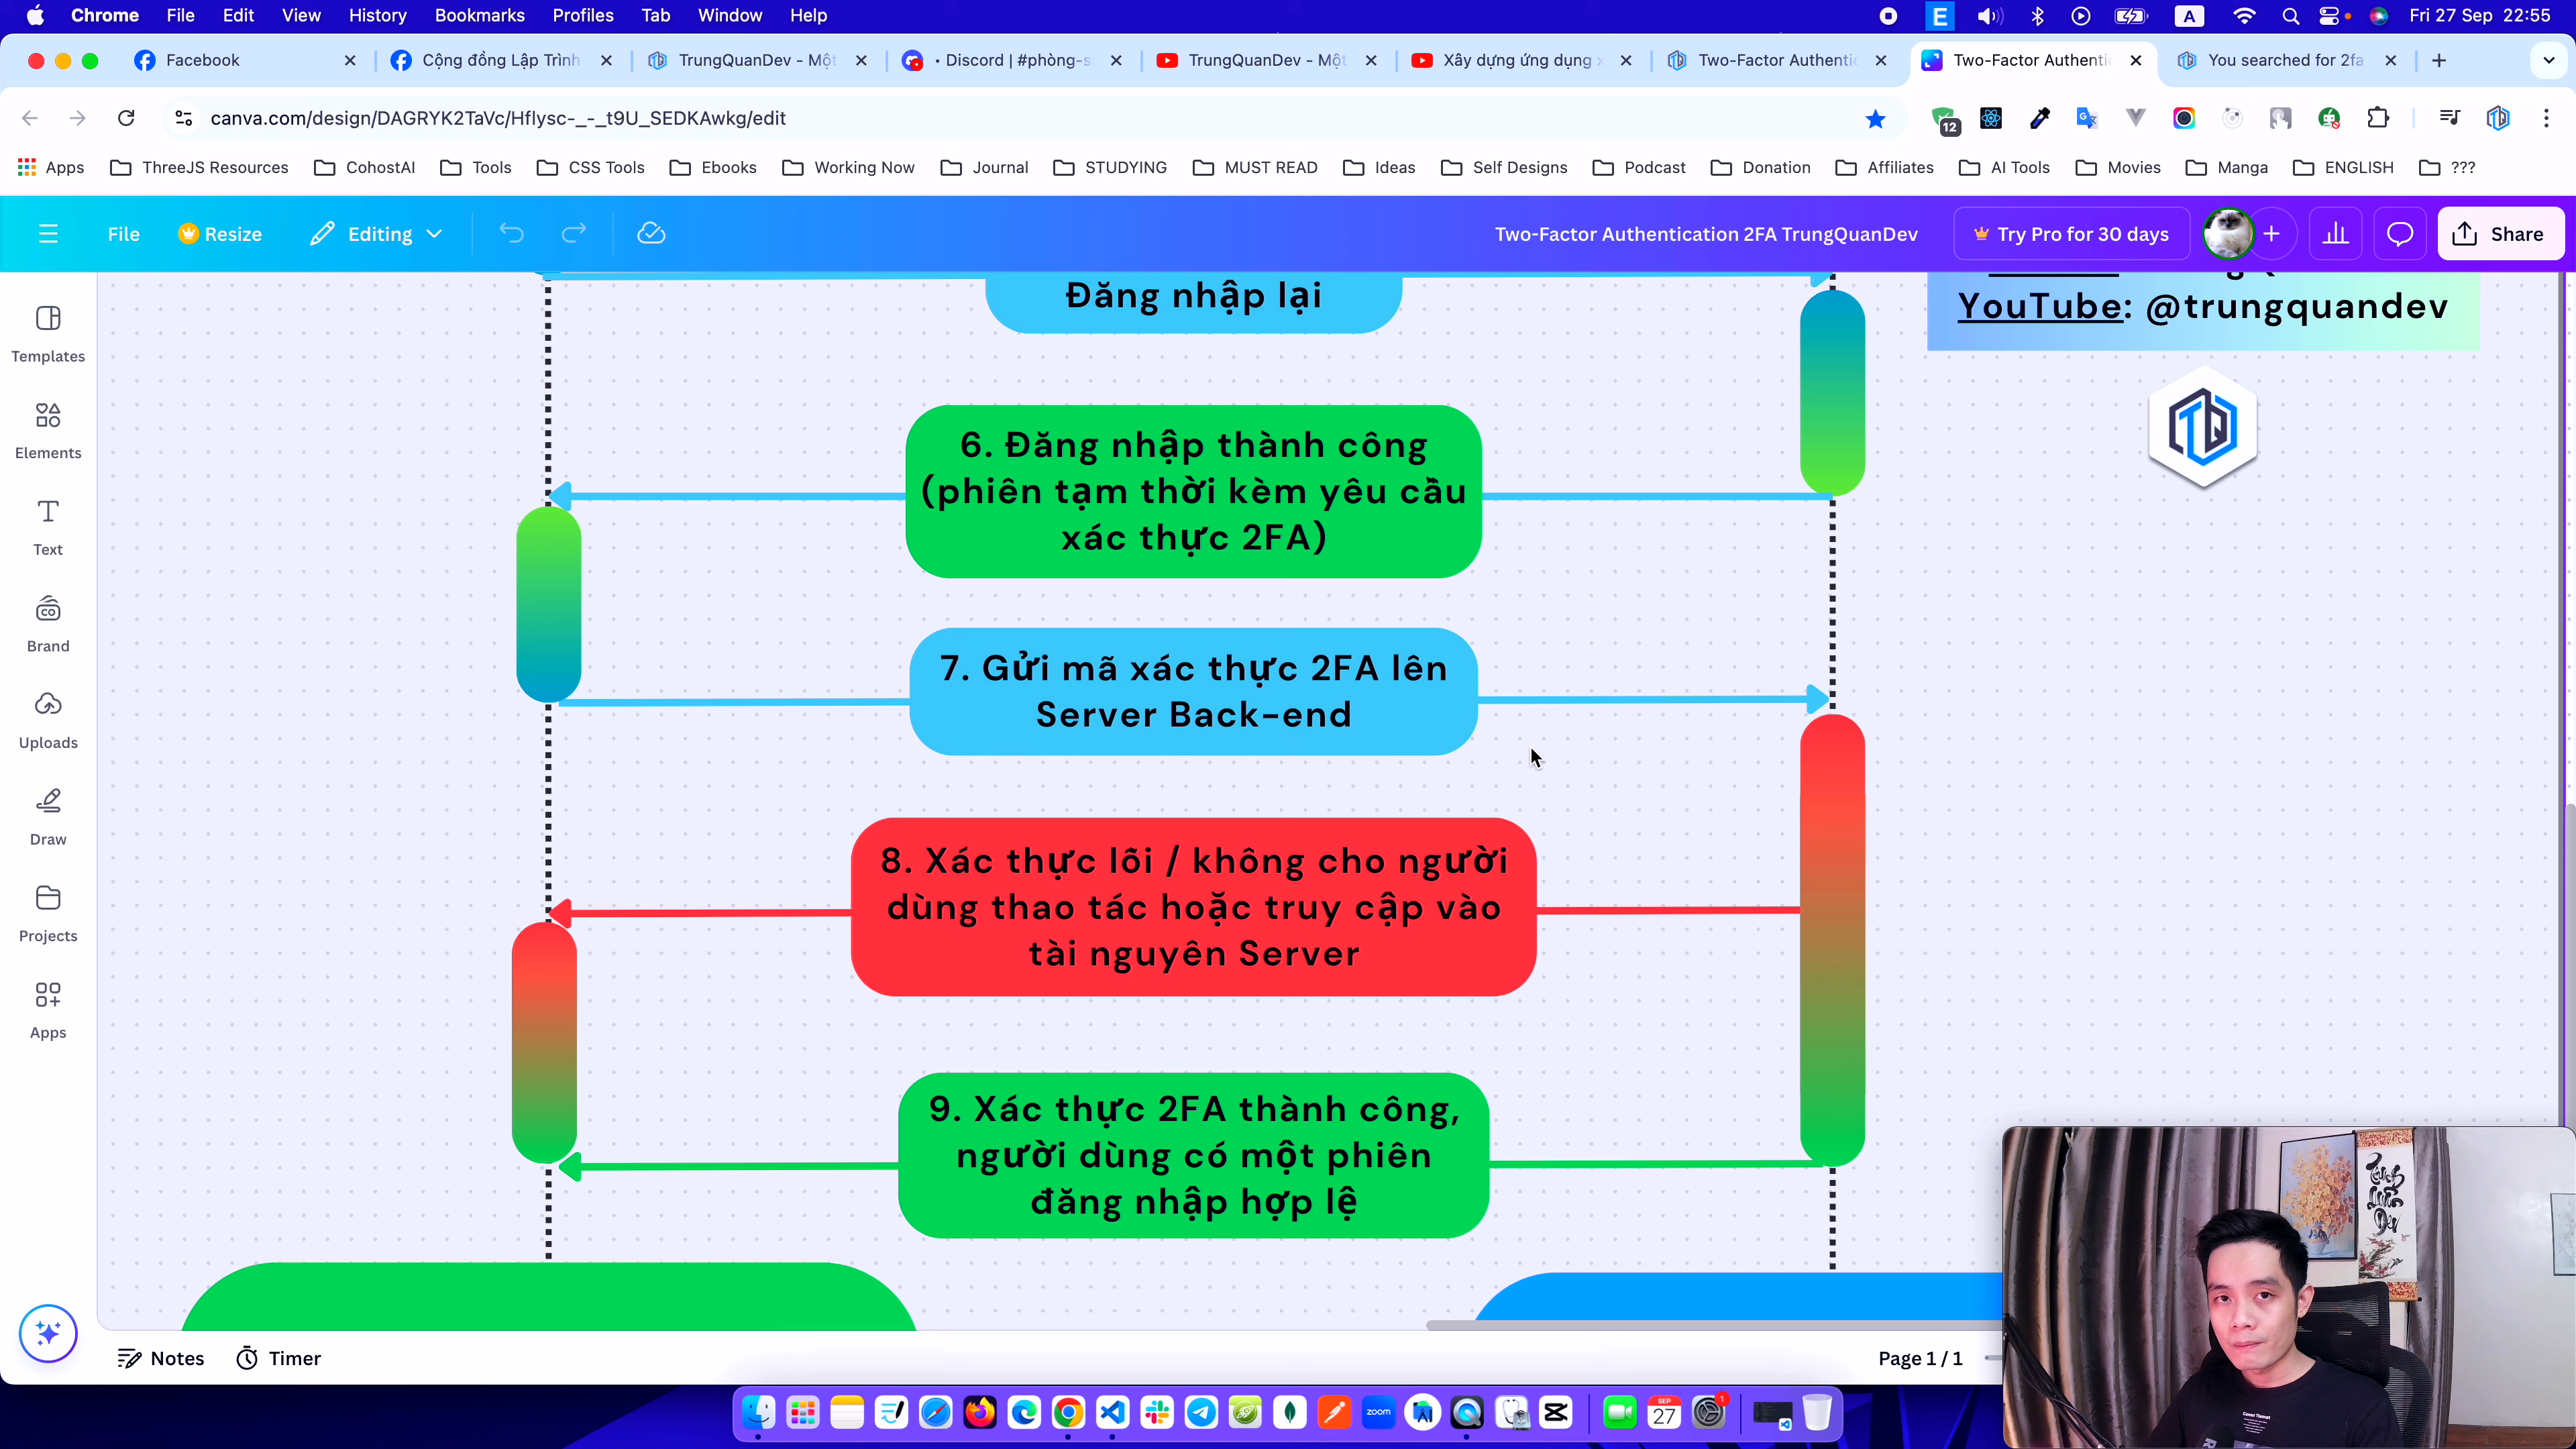 Chrome File Edit View History Bookmarks Profiles Tab Window Help
E A Fri 27 Sep 22:55
Facebook
Cộng đồng Lập Trình
TrungQuanDev - Một
• Discord | #phòng-s
TrungQuanDev - Một
Xây dựng ứng dụng
Two-Factor Authentic
Two-Factor Authenti
You searched for 2fa
canva.com/design/DAGRYK2TaVc/Hflysc-_-_t9U_SEDKAwkg/edit
12
Apps ThreeJS Resources CohostAI Tools CSS Tools Ebooks Working Now Journal STUDYING MUST READ Ideas Self Designs Podcast Donation Affiliates AI Tools Movies Manga ENGLISH ???
File Resize Editing
Two-Factor Authentication 2FA TrungQuanDev
Try Pro for 30 days
Share
Templates
Elements
Text
Brand
Uploads
Draw
Projects
Apps
Đăng nhập lại
YouTube: @trungquandev
6. Đăng nhập thành công
(phiên tạm thời kèm yêu cầu
xác thực 2FA)
7. Gửi mã xác thực 2FA lên
Server Back-end
8. Xác thực lỗi / không cho người
dùng thao tác hoặc truy cập vào
tài nguyên Server
9. Xác thực 2FA thành công,
người dùng có một phiên
đăng nhập hợp lệ
Notes Timer
Page 1 / 1
zoom
SEP
27
1